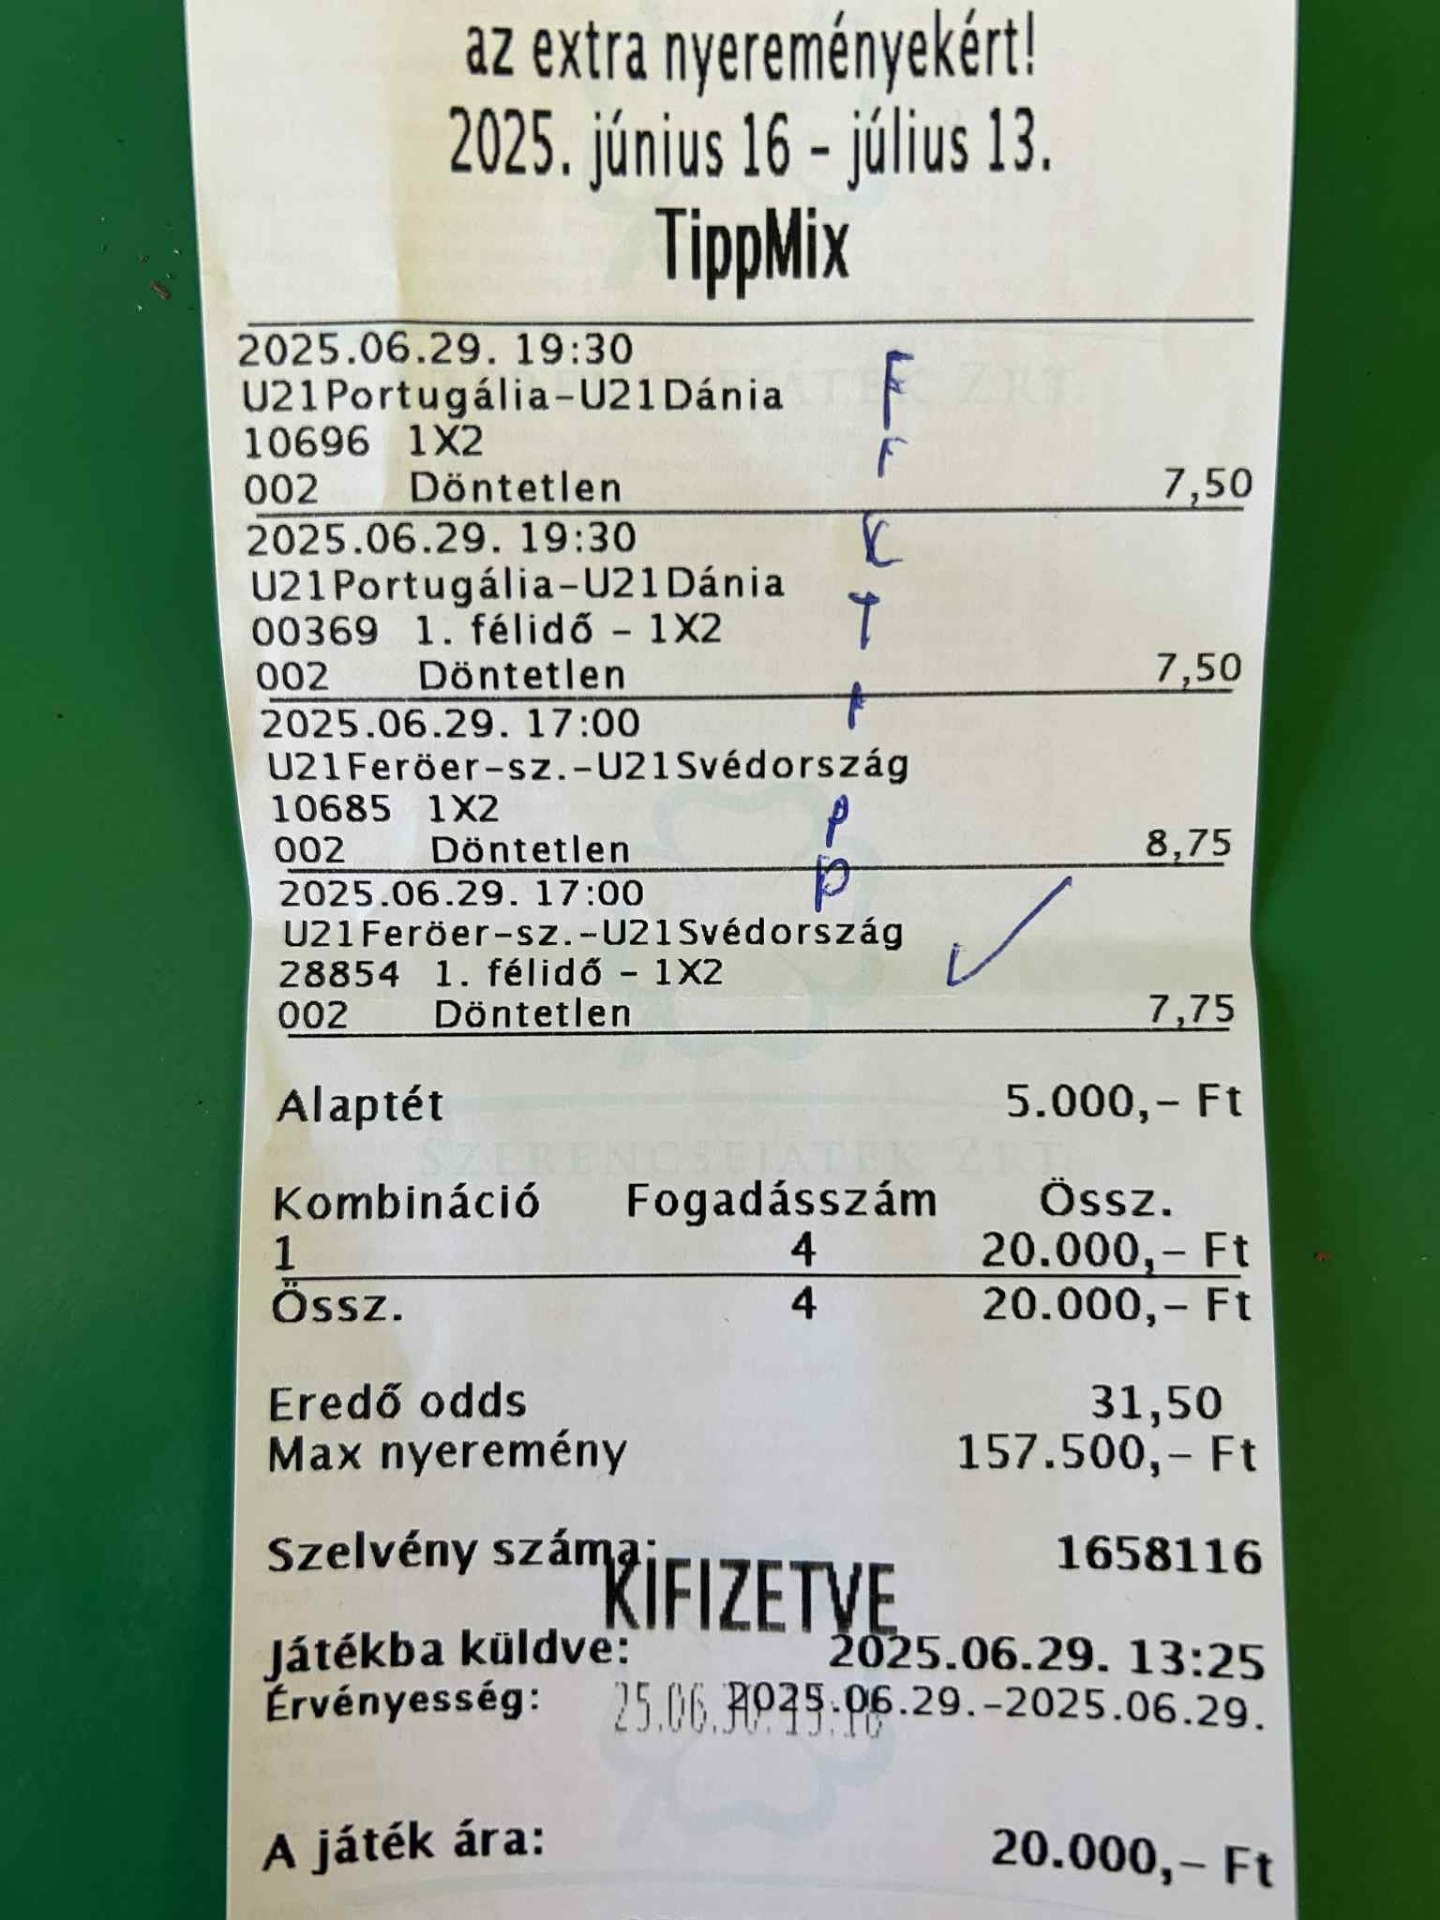 az extra nyereményekért!
2025. június 16 – július 13.
TippMix
2025.06.29. 19:30
U21Portugália–U21Dánia
10696 1X2
002 Döntetlen 7,50
2025.06.29. 19:30
U21Portugália–U21Dánia
00369 1. félidő – 1X2
002 Döntetlen 7,50
2025.06.29. 17:00
U21Feröer-sz.–U21Svédország
10685 1X2
002 Döntetlen 8,75
2025.06.29. 17:00
U21Feröer-sz.–U21Svédország
28854 1. félidő – 1X2
002 Döntetlen 7,75
F
F
K
T
P
P
Alaptét 5.000,– Ft
SZERENCSEJÁTÉK ZRT.
Kombináció Fogadásszám Össz.
1 4 20.000,– Ft
Össz. 4 20.000,– Ft
Eredő odds 31,50
Max nyeremény 157.500,– Ft
Szelvény száma: 1658116
KIFIZETVE
Játékba küldve: 2025.06.29. 13:25
Érvényesség: 2025.06.29.–2025.06.29.
A játék ára: 20.000,– Ft